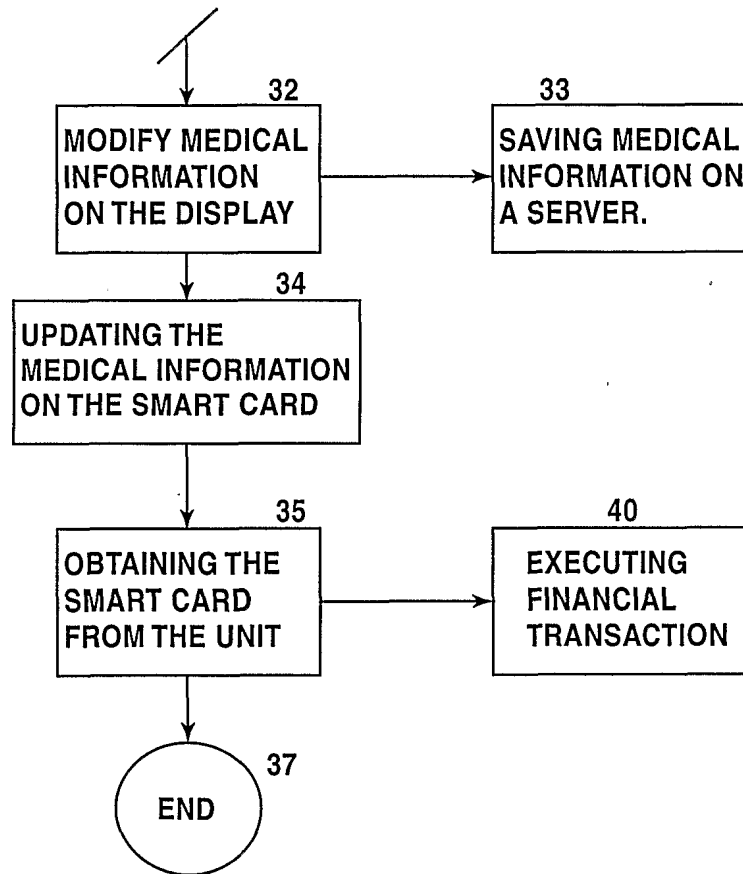 32
MODIFY MEDICAL
INFORMATION
ON THE DISPLAY
33
SAVING MEDICAL
INFORMATION ON
A SERVER.
34
UPDATING THE
MEDICAL INFORMATION
ON THE SMART CARD
35
OBTAINING THE
SMART CARD
FROM THE UNIT
40
EXECUTING
FINANCIAL
TRANSACTION
37
END